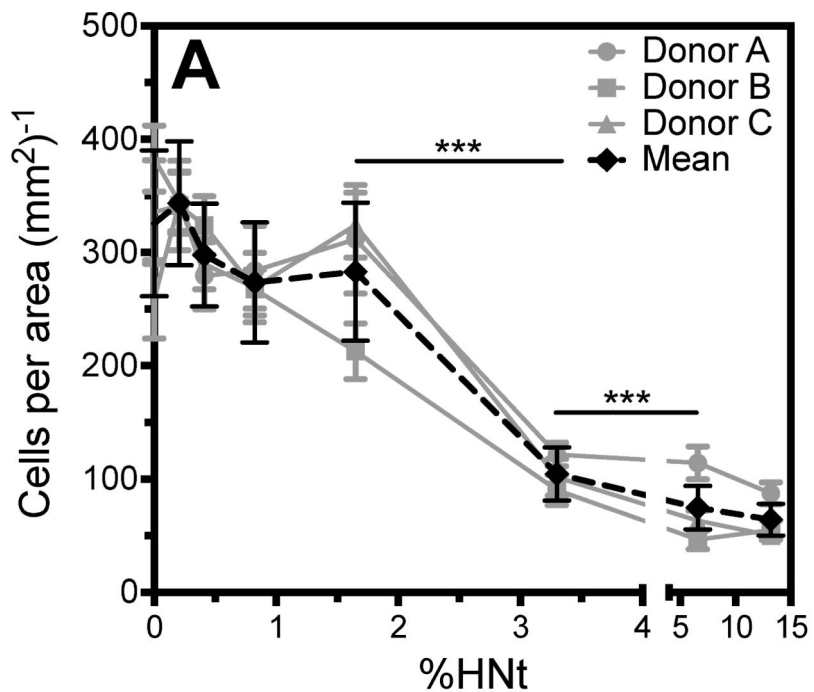 A
Donor A
Donor B
Donor C
Mean
***
***
500
400
300
200
100
0
Cells per area (mm²)⁻¹
0 1 2 3 4 5 10 15
%HNt